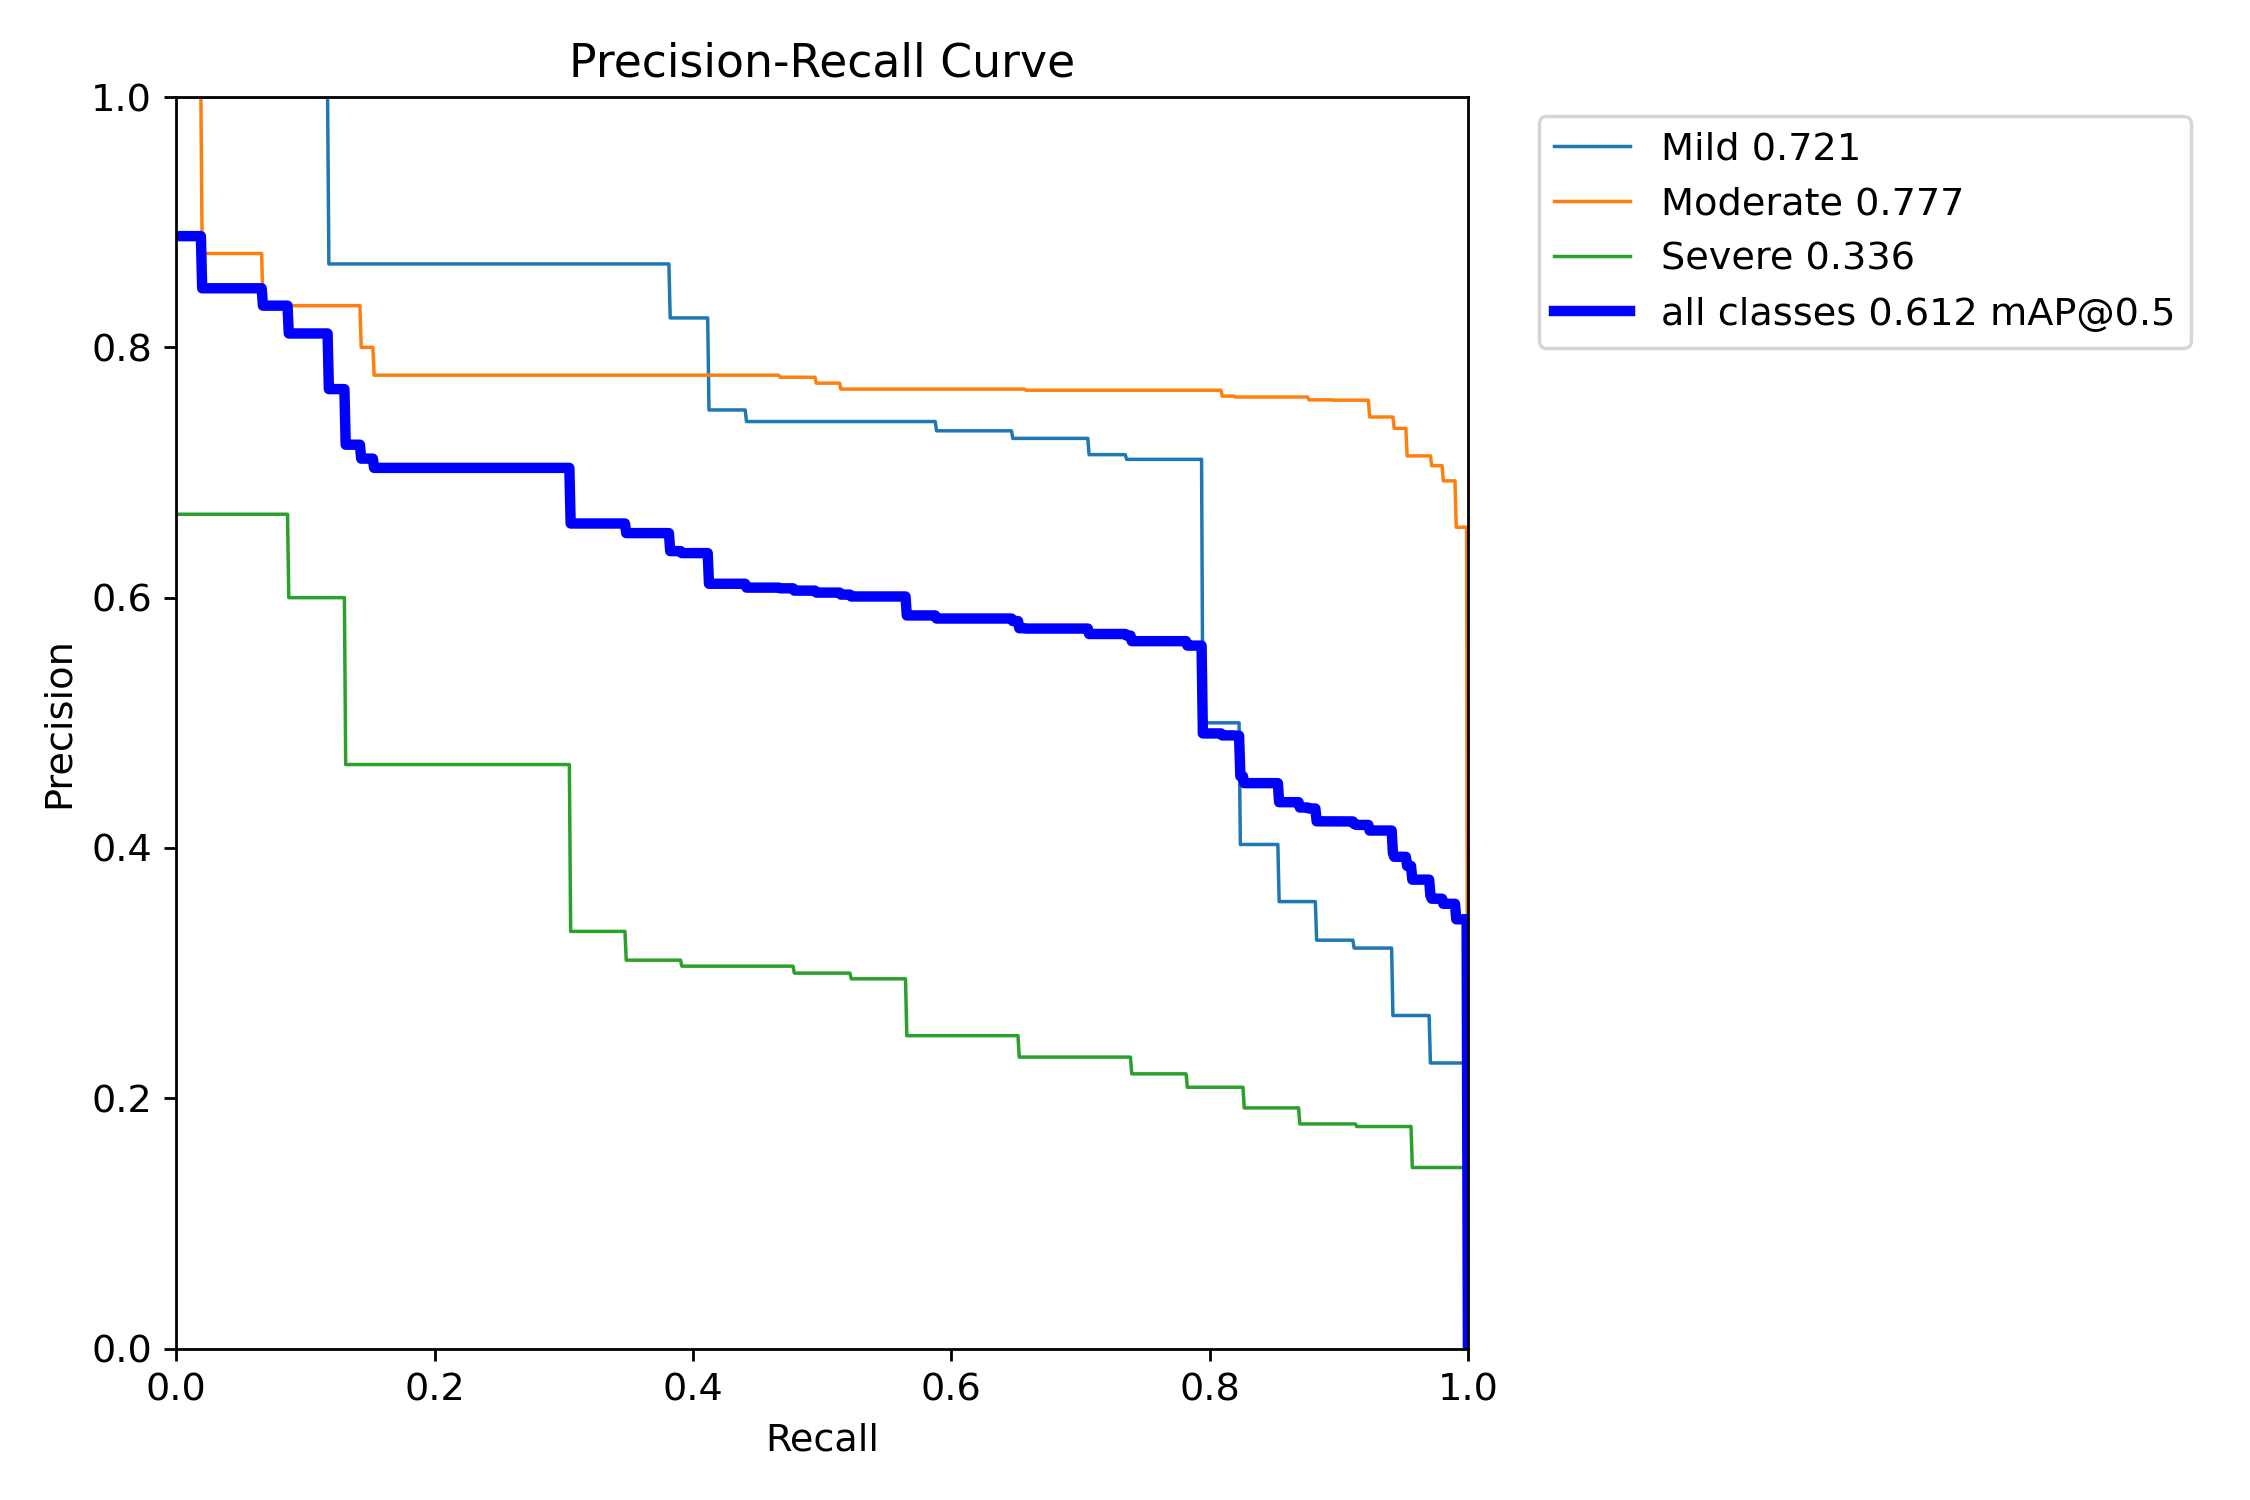 Precision-Recall Curve
1.0
0.8
0.6
0.4
0.2
0.0
Precision
0.0 0.2 0.4 0.6 0.8 1.0
Recall
Mild 0.721
Moderate 0.777
Severe 0.336
all classes 0.612 mAP@0.5